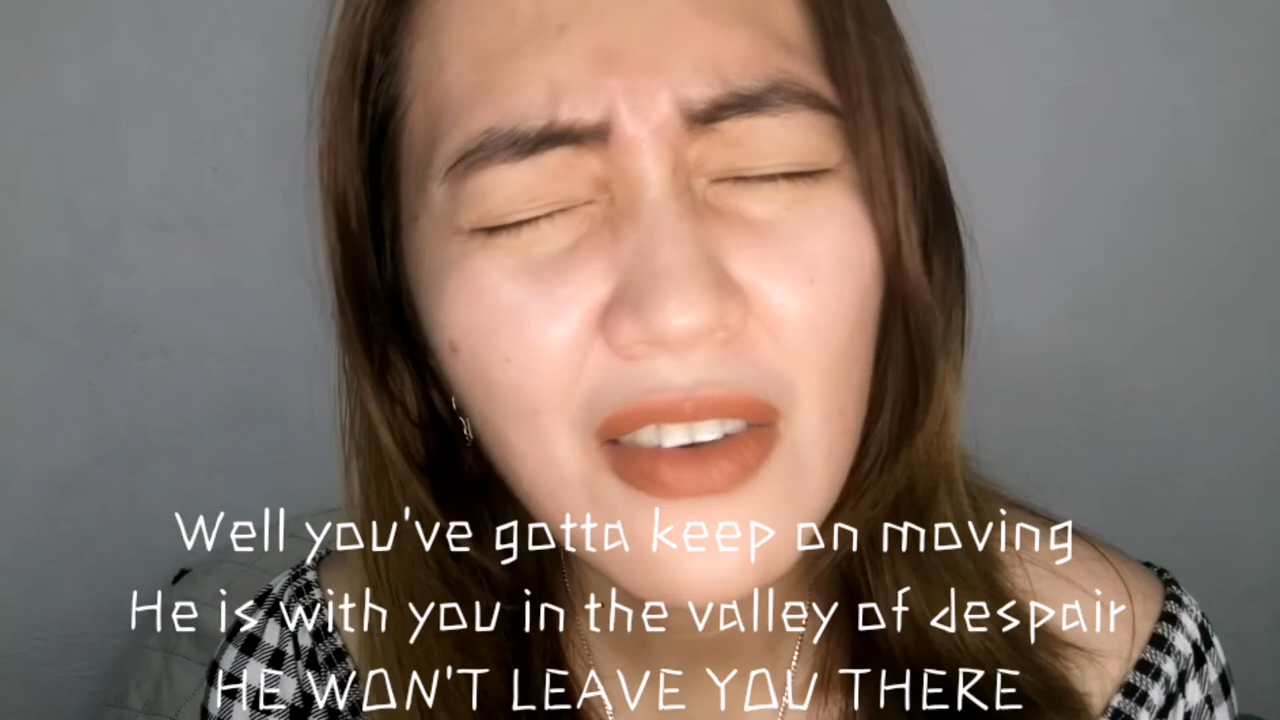 Well you've gotta keep on moving
He is with you in the valley of despair
HE WON'T LEAVE YOU THERE